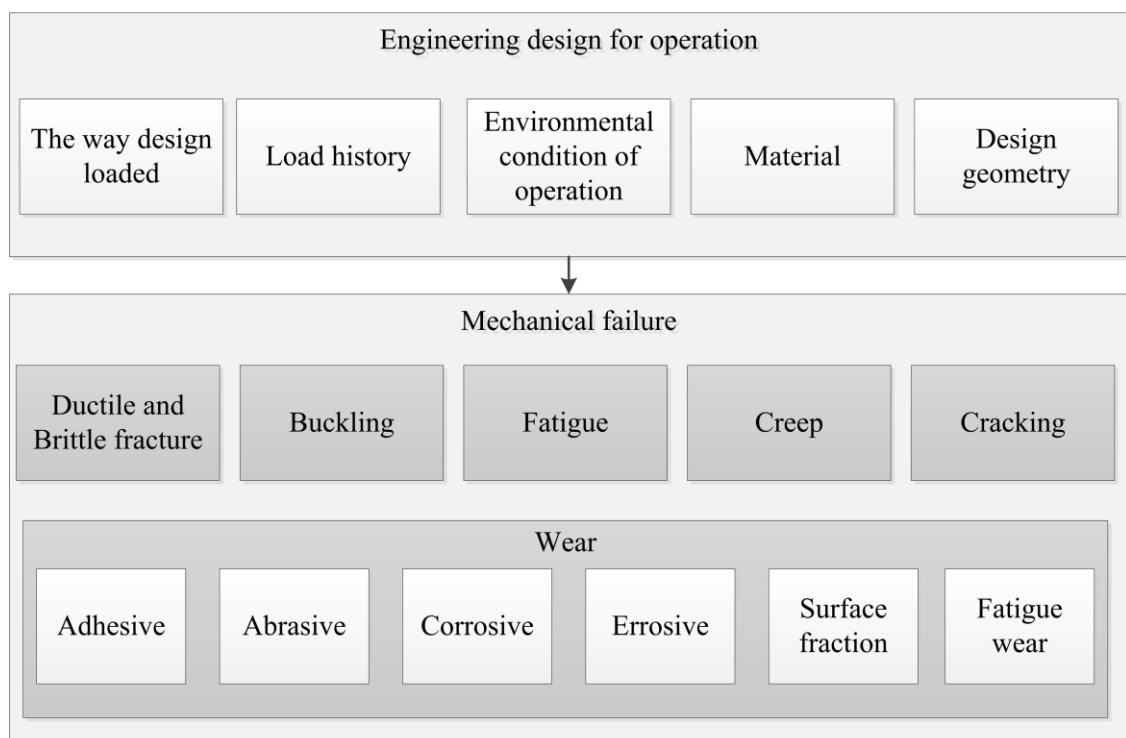 Engineering design for operation
The way design
loaded
Load history
Environmental
condition of
operation
Material
Design
geometry
Mechanical failure
Ductile and
Brittle fracture
Buckling
Fatigue
Creep
Cracking
Wear
Adhesive
Abrasive
Corrosive
Errosive
Surface
fraction
Fatigue
wear